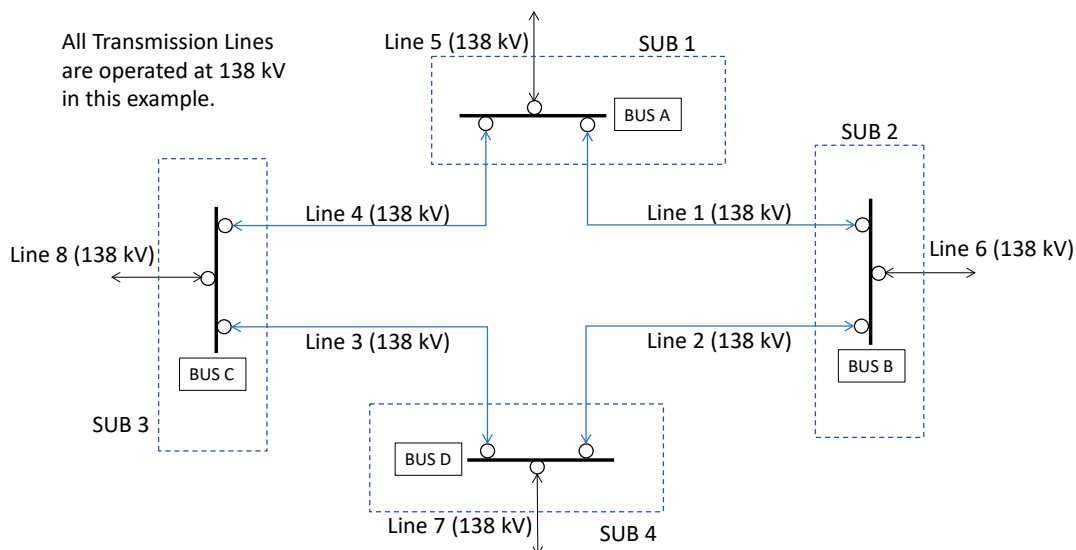 All Transmission Lines
are operated at 138 kV
in this example.
Line 5 (138 kV)
SUB 1
BUS A
SUB 2
Line 4 (138 kV)
Line 1 (138 kV)
Line 8 (138 kV)
Line 6 (138 kV)
Line 3 (138 kV)
Line 2 (138 kV)
BUS C
BUS B
SUB 3
BUS D
Line 7 (138 kV)
SUB 4